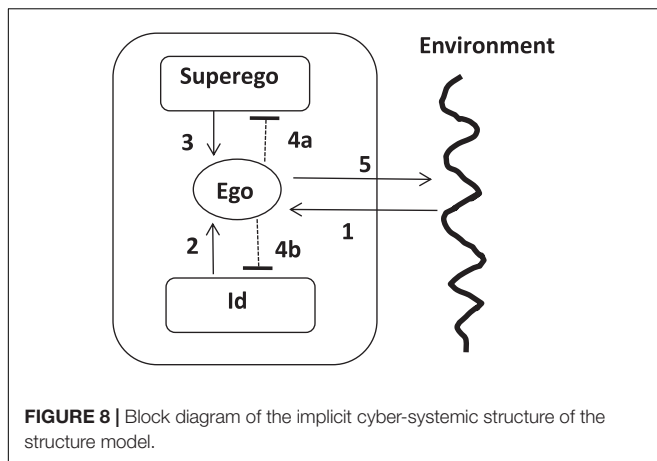 Environment
Superego
3
4a
5
Ego
1
2
4b
Id
FIGURE 8 | Block diagram of the implicit cyber-systemic structure of the
structure model.